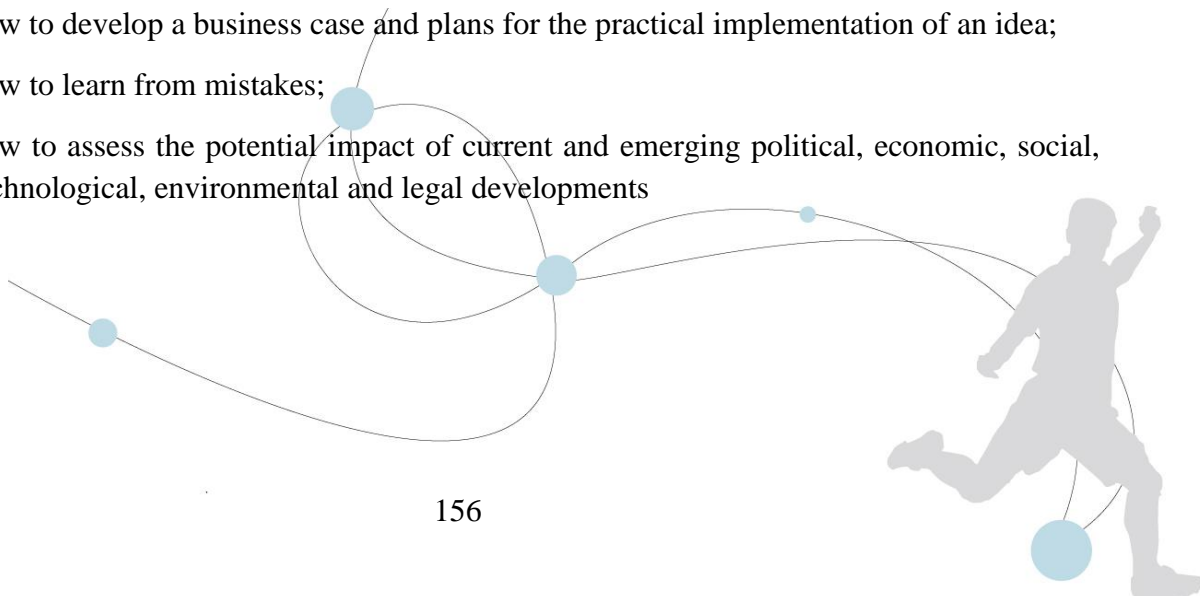 w to develop a business case and plans for the practical implementation of an idea;
w to learn from mistakes;
w to assess the potential impact of current and emerging political, economic, social,
chnological, environmental and legal developments
156